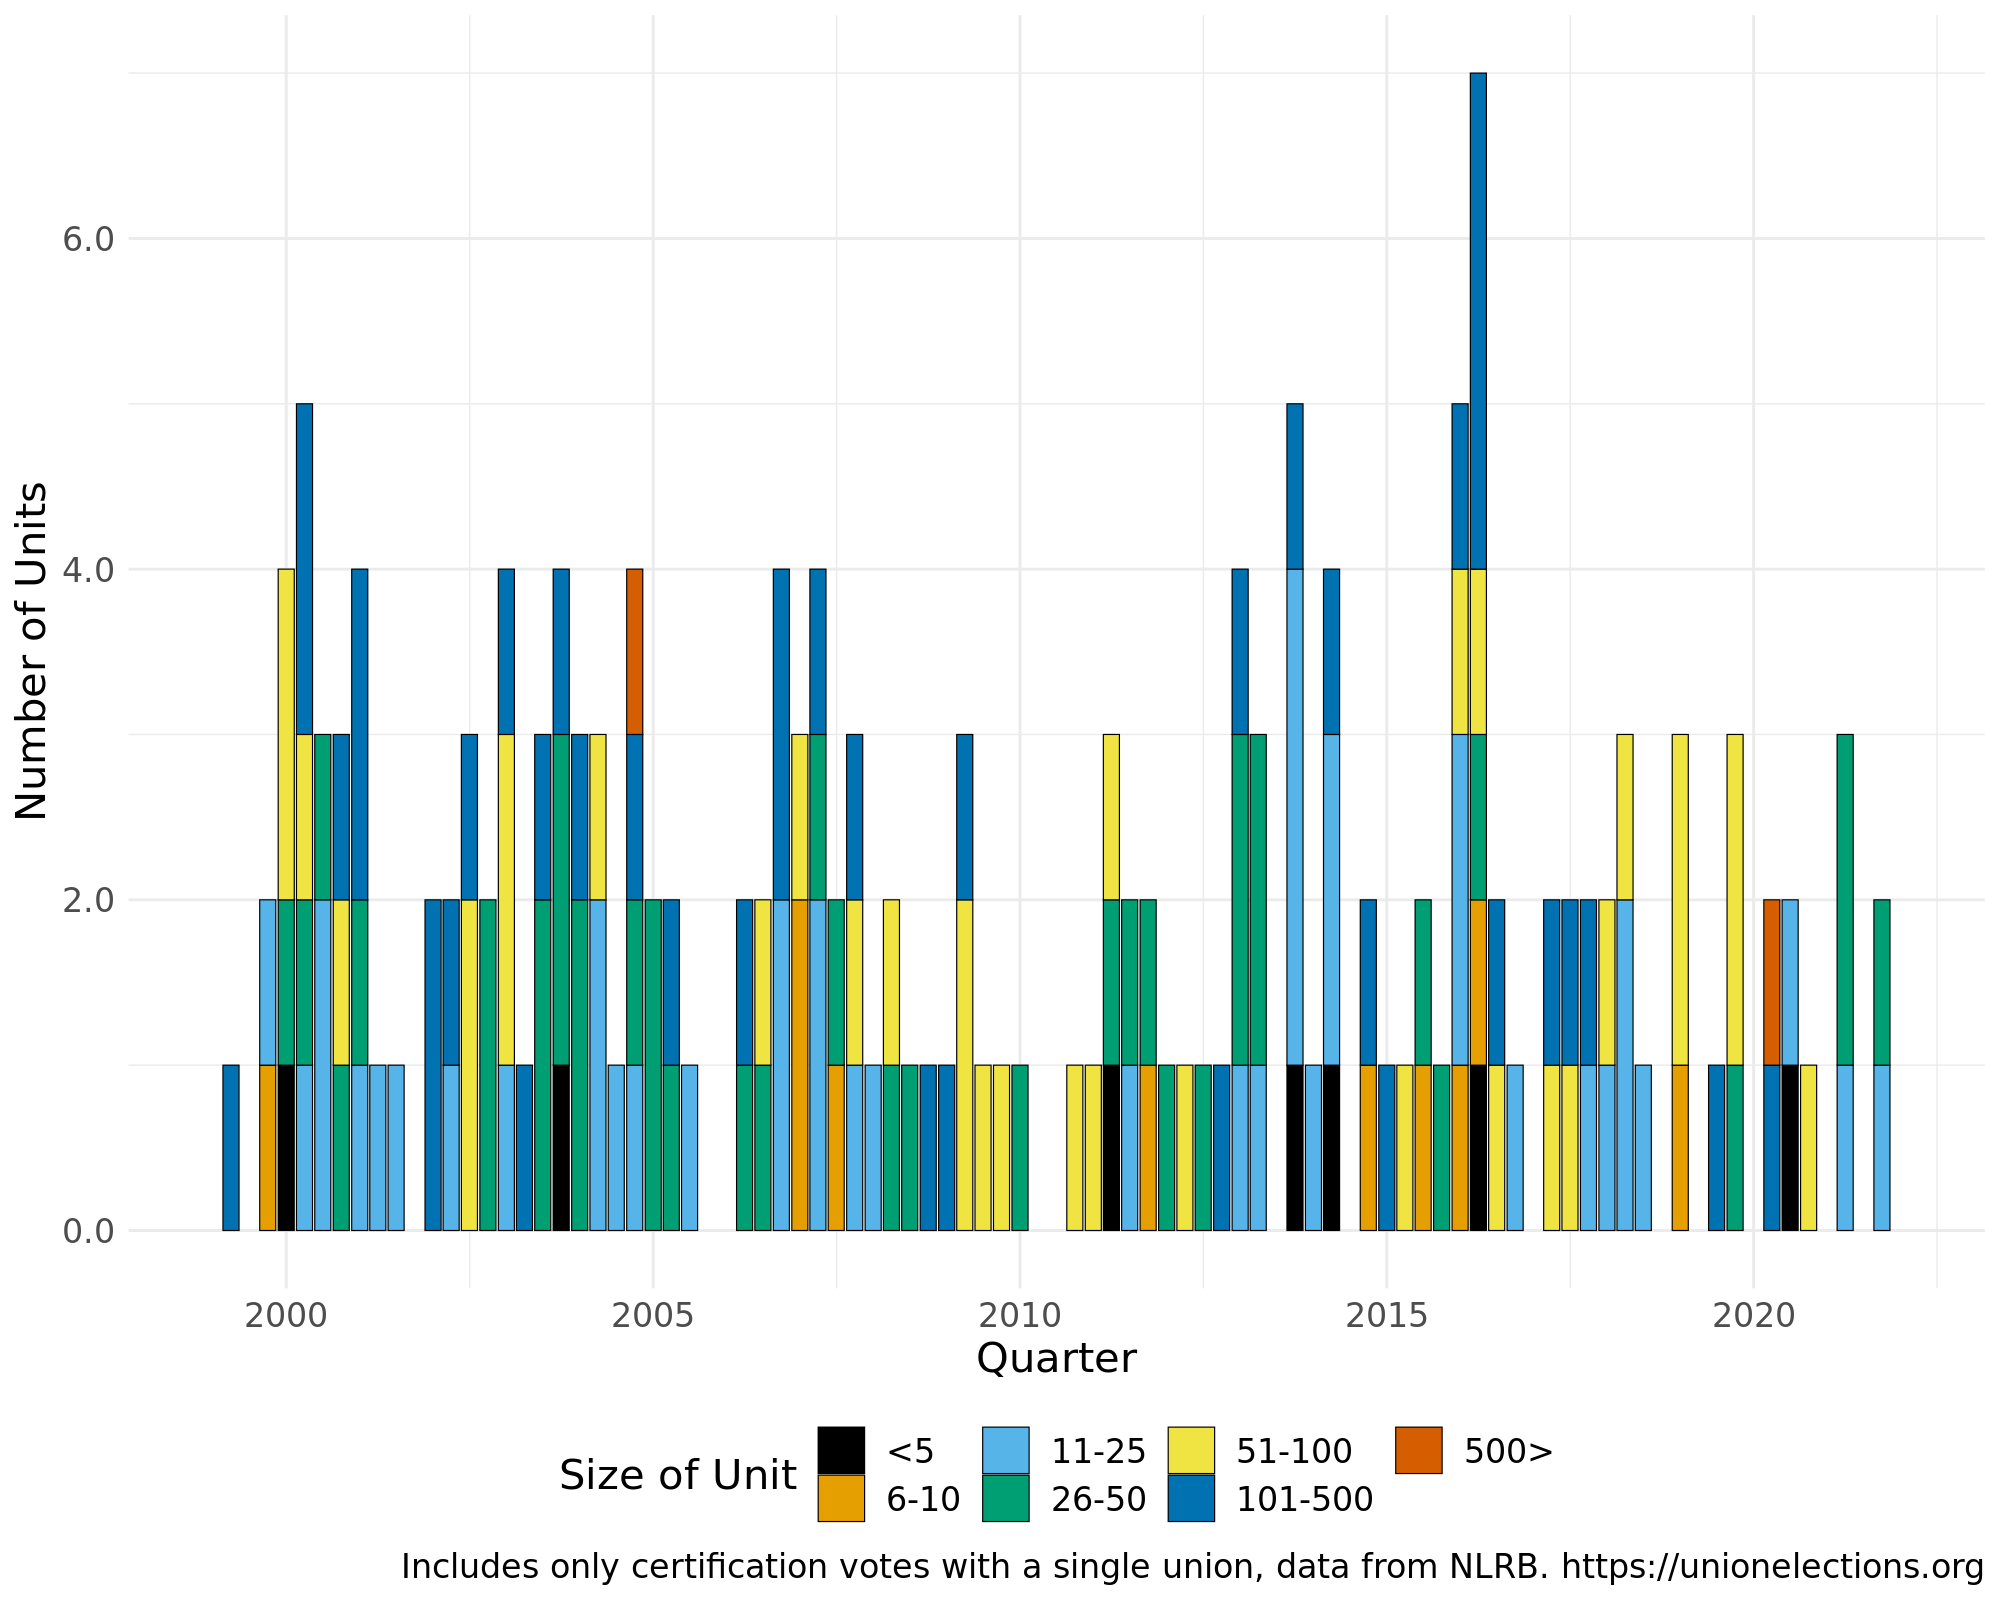 6.0
4.0
2.0
0.0
Number of Units
2000 2005 2010 2015 2020
Quarter
Size of Unit
<5 11-25 51-100 500>
6-10 26-50 101-500
Includes only certification votes with a single union, data from NLRB. https://unionelections.org